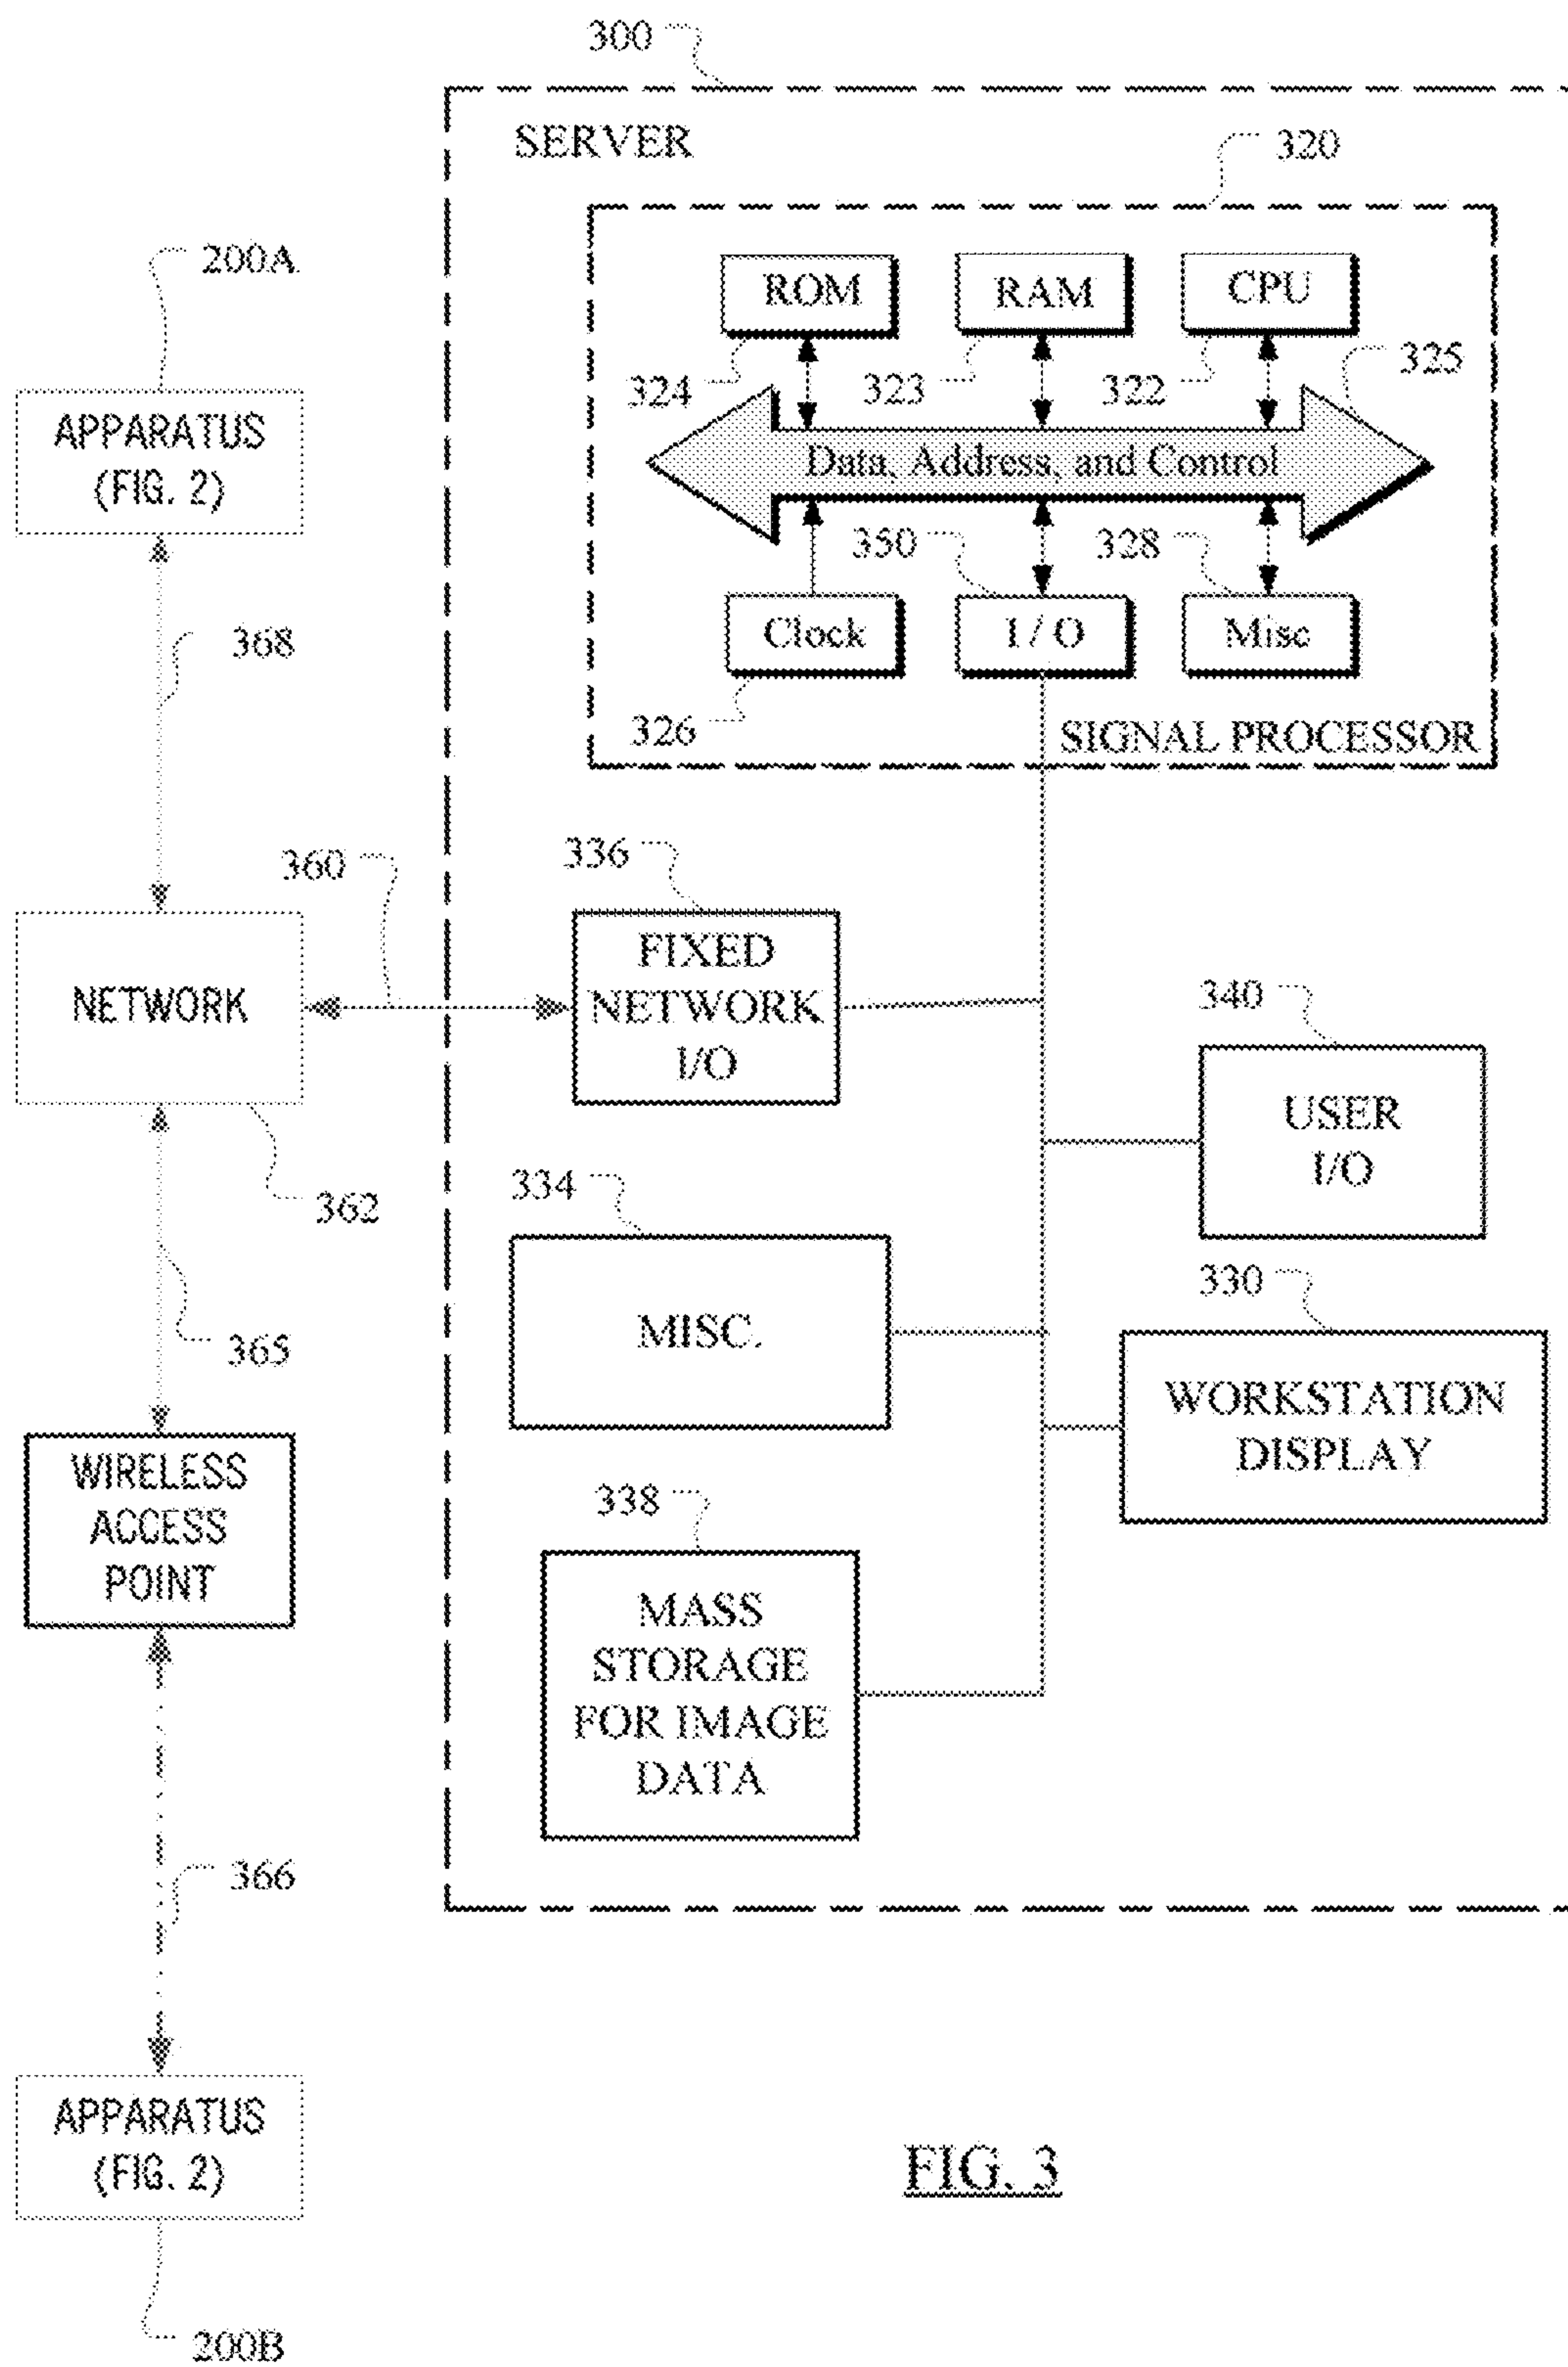 300
SERVER
320
200A
ROM
RAM
CPU
324
323
322
325
APPARATUS
(FIG. 2)
Data, Address, and Control
350
328
368
Clock
I / O
Misc
326
SIGNAL PROCESSOR
360
336
FIXED
NETWORK
I/O
NETWORK
340
USER
I/O
362
334
330
365
MISC.
WORKSTATION
DISPLAY
WIRELESS
ACCESS
POINT
338
MASS
STORAGE
FOR IMAGE
DATA
366
APPARATUS
(FIG. 2)
FIG. 3
200B